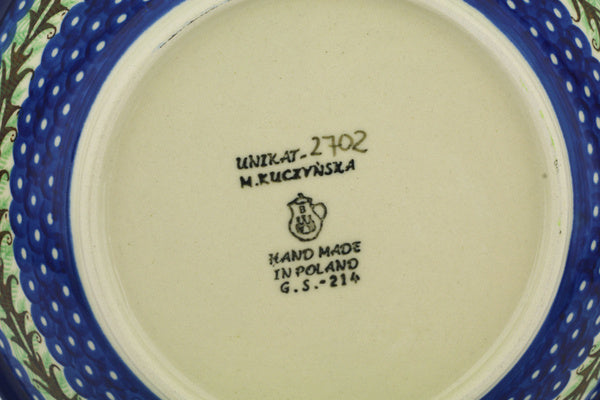 UNIKAT-2702
M.KUCZYŃSKA
B
HAND MADE
IN POLAND
G.S.-214